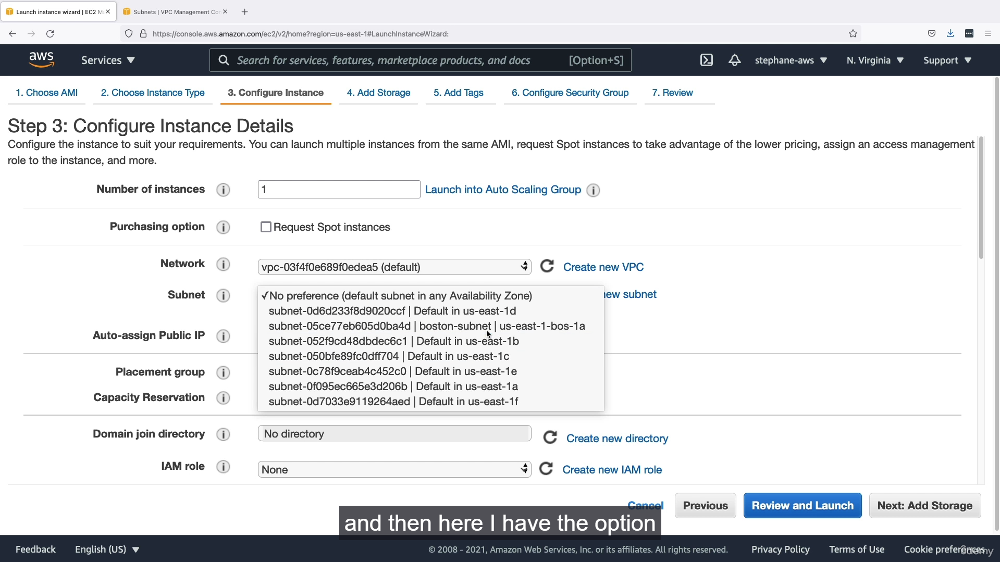 Launch instance wizard | EC2 M
Subnets | VPC Management Con
https://console.aws.amazon.com/ec2/v2/home?region=us-east-1#LaunchInstanceWizard:
aws
Services
Search for services, features, marketplace products, and docs
[Option+S]
stephane-aws
N. Virginia
Support
1. Choose AMI
2. Choose Instance Type
3. Configure Instance
4. Add Storage
5. Add Tags
6. Configure Security Group
7. Review
Step 3: Configure Instance Details
Configure the instance to suit your requirements. You can launch multiple instances from the same AMI, request Spot instances to take advantage of the lower pricing, assign an access management
role to the instance, and more.
Number of instances
1
Launch into Auto Scaling Group
Purchasing option
Request Spot instances
Network
vpc-03f4f0e689f0edea5 (default)
Create new VPC
Subnet
✓No preference (default subnet in any Availability Zone)
new subnet
subnet-0d6d233f8d9020ccf | Default in us-east-1d
subnet-05ce77eb605d0ba4d | boston-subnet | us-east-1-bos-1a
Auto-assign Public IP
subnet-052f9cd48dbdec6c1 | Default in us-east-1b
subnet-050bfe89fc0dff704 | Default in us-east-1c
Placement group
subnet-0c78f9ceab4c452c0 | Default in us-east-1e
subnet-0f095ec665e3d206b | Default in us-east-1a
Capacity Reservation
subnet-0d7033e9119264aed | Default in us-east-1f
Domain join directory
No directory
Create new directory
IAM role
None
Create new IAM role
Cancel
Previous
Review and Launch
Next: Add Storage
and then here I have the option
Feedback
English (US)
© 2008 - 2021, Amazon Web Services, Inc. or its affiliates. All rights reserved.
Privacy Policy
Terms of Use
Cookie preferences
ûdemy